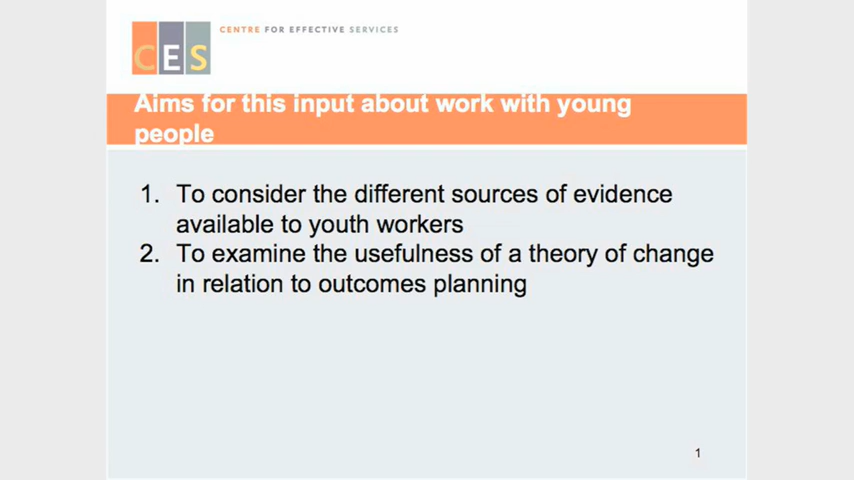 CES
CENTRE FOR EFFECTIVE SERVICES
Aims for this input about work with young
people
1. To consider the different sources of evidence
available to youth workers
2. To examine the usefulness of a theory of change
in relation to outcomes planning
1